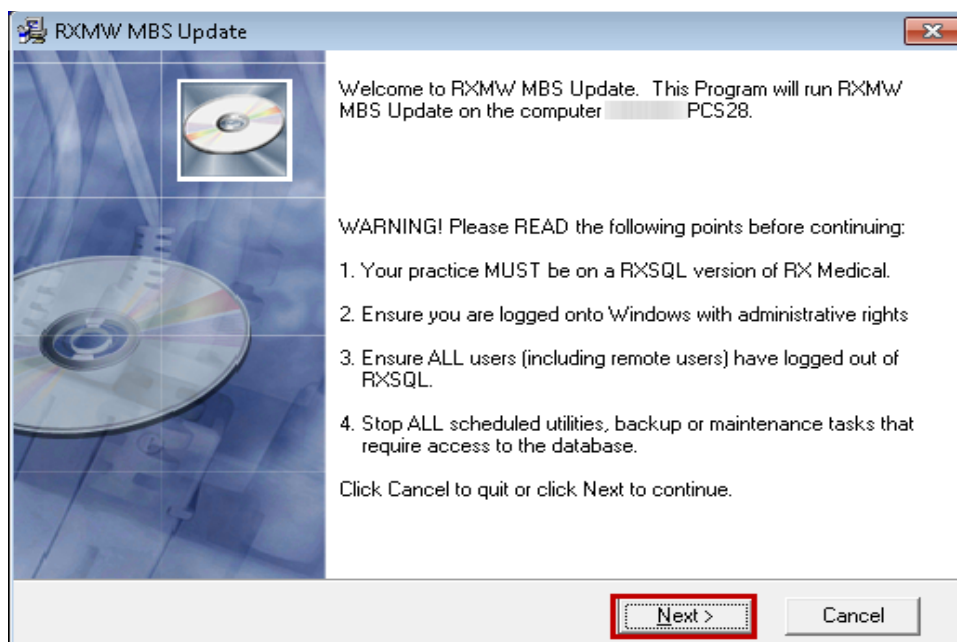 RXMW MBS Update
Welcome to RXMW MBS Update. This Program will run RXMW
MBS Update on the computer PCS28.
WARNING! Please READ the following points before continuing:
1. Your practice MUST be on a RXSQL version of RX Medical.
2. Ensure you are logged onto Windows with administrative rights
3. Ensure ALL users (including remote users) have logged out of
RXSQL.
4. Stop ALL scheduled utilities, backup or maintenance tasks that
require access to the database.
Click Cancel to quit or click Next to continue.
Next >
Cancel